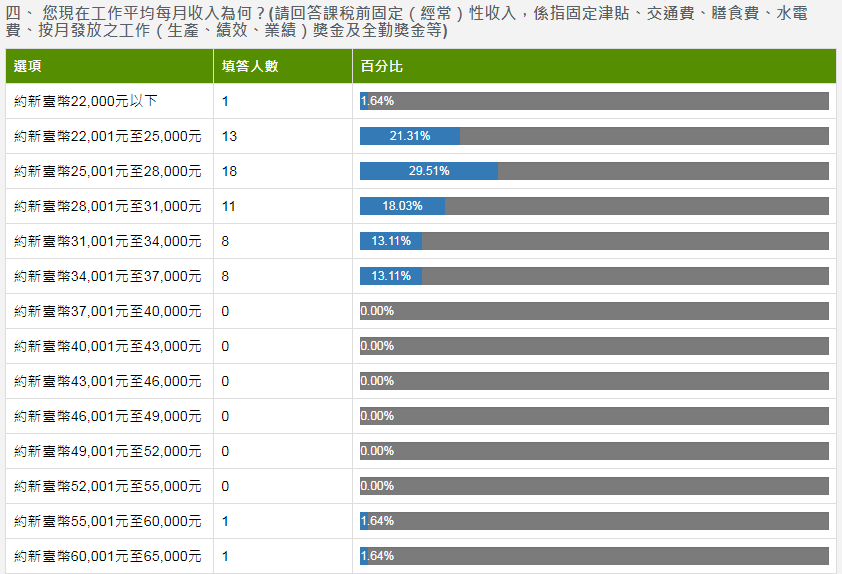 四、 您現在工作平均每月收入為何？(請回答課稅前固定（經常）性收入，係指固定津貼、交通費、膳食費、水電
費、按月發放之工作（生產、績效、業績）獎金及全勤獎金等)
選項 填答人數 百分比
約新臺幣22,000元以下 1 1.64%
約新臺幣22,001元至25,000元 13 21.31%
約新臺幣25,001元至28,000元 18 29.51%
約新臺幣28,001元至31,000元 11 18.03%
約新臺幣31,001元至34,000元 8 13.11%
約新臺幣34,001元至37,000元 8 13.11%
約新臺幣37,001元至40,000元 0 0.00%
約新臺幣40,001元至43,000元 0 0.00%
約新臺幣43,001元至46,000元 0 0.00%
約新臺幣46,001元至49,000元 0 0.00%
約新臺幣49,001元至52,000元 0 0.00%
約新臺幣52,001元至55,000元 0 0.00%
約新臺幣55,001元至60,000元 1 1.64%
約新臺幣60,001元至65,000元 1 1.64%